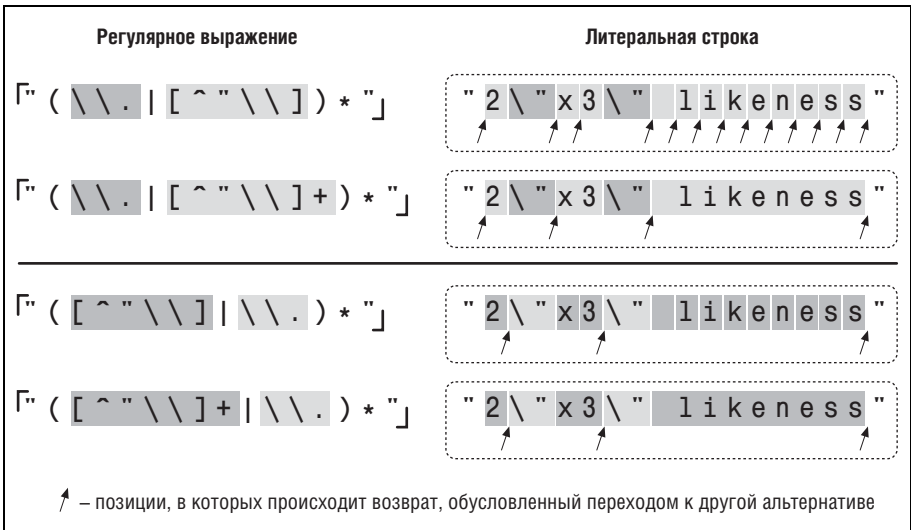 Регулярное выражение Литеральная строка
「"(\\.|[^"\\])*"」 "2\"x3\" likeness"
「"(\\.|[^"\\]+)*"」 "2\"x3\" likeness"
「"([^"\\]|\\.)*"」 "2\"x3\" likeness"
「"([^"\\]+|\\.)*"」 "2\"x3\" likeness"
– позиции, в которых происходит возврат, обусловленный переходом к другой альтернативе